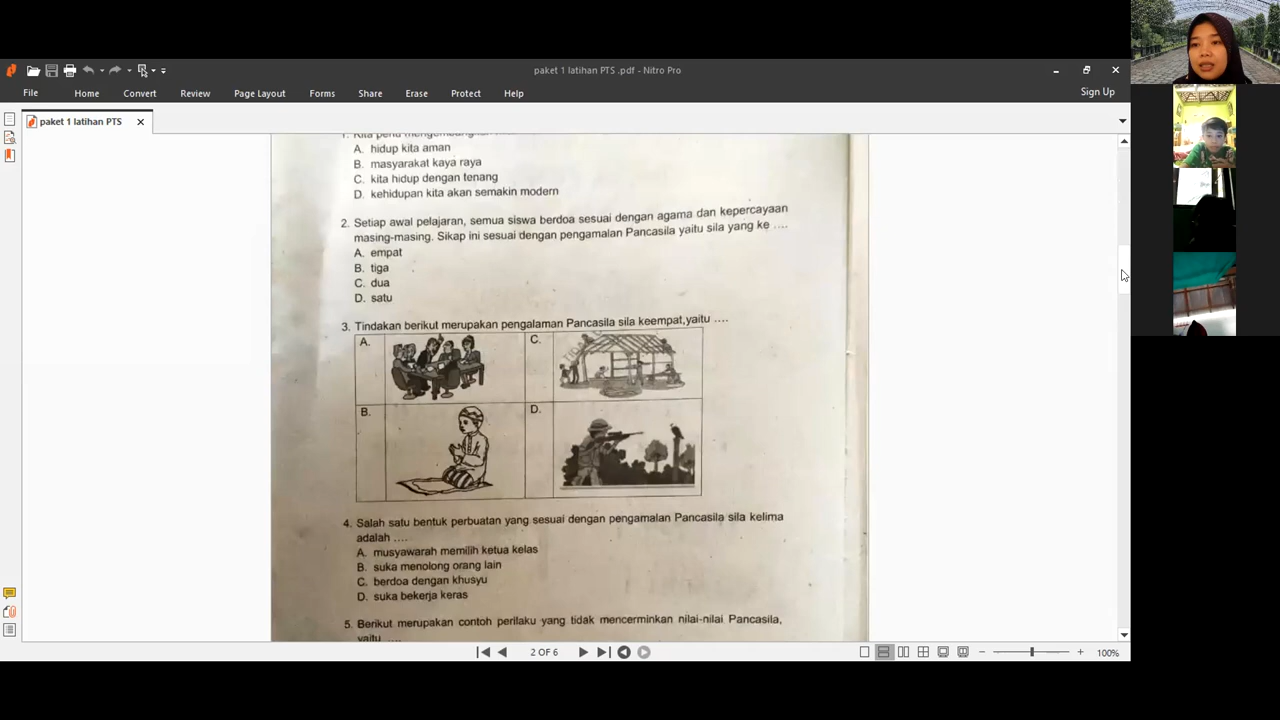 paket 1 latihan PTS .pdf - Nitro Pro
File Home Convert Review Page Layout Forms Share Erase Protect Help Sign Up
paket 1 latihan PTS
A. hidup kita aman
B. masyarakat kaya raya
C. kita hidup dengan tenang
D. kehidupan kita akan semakin modern
2. Setiap awal pelajaran, semua siswa berdoa sesuai dengan agama dan kepercayaan
masing-masing. Sikap ini sesuai dengan pengamalan Pancasila yaitu sila yang ke ....
A. empat
B. tiga
C. dua
D. satu
3. Tindakan berikut merupakan pengalaman Pancasila sila keempat,yaitu ....
A.
C.
B.
D.
4. Salah satu bentuk perbuatan yang sesuai dengan pengamalan Pancasila sila kelima
adalah ....
A. musyawarah memilih ketua kelas
B. suka menolong orang lain
C. berdoa dengan khusyu
D. suka bekerja keras
5. Berikut merupakan contoh perilaku yang tidak mencerminkan nilai-nilai Pancasila,
yaitu ....
2 OF 6
100%